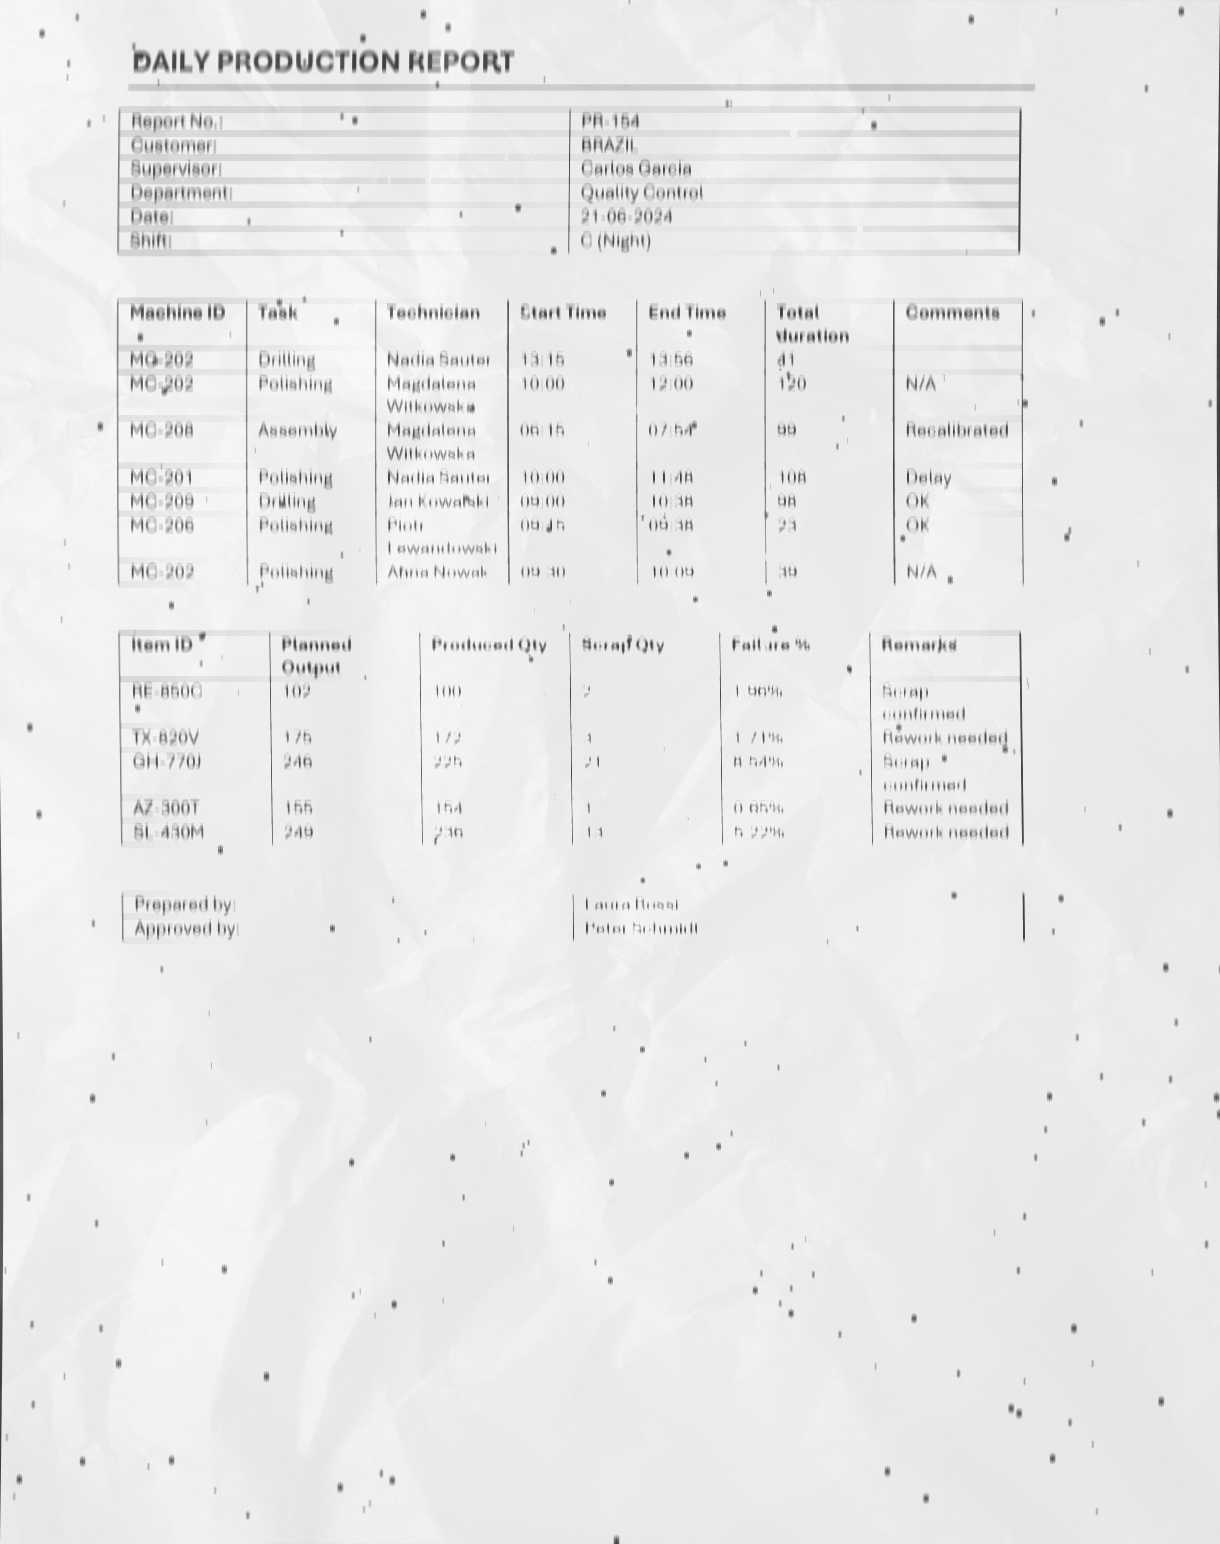 DAILY PRODUCTION REPORT
Report No.: PR-154
Customer: BRAZIL
Supervisor: Carlos Garcia
Department: Quality Control
Date: 21-06-2024
Shift: C (Night)
Machine ID Task Technician Start Time End Time Total Comments
duration
MC-202 Drilling Nadia Sauter 13:15 13:56 41
MC-202 Polishing Magdalena 10:00 12:00 120 N/A
Witkowska
MC-208 Assembly Magdalena 06:15 07:54 99 Recalibrated
Witkowska
MC-201 Polishing Nadia Sauter 10:00 11:48 108 Delay
MC-209 Drilling Jan Kowalski 09:00 10:38 98 OK
MC-206 Polishing Piotr 09:15 09:38 23 OK
Lewandowski
MC-202 Polishing Anna Nowak 09:30 10:09 39 N/A
Item ID Planned Produced Qty Scrap Qty Failure % Remarks
Output
RE-850C 102 100 2 1.96% Scrap
confirmed
TX-820V 175 172 3 1.71% Rework needed
GH-770J 246 225 21 8.54% Scrap
confirmed
AZ-300T 155 154 1 0.65% Rework needed
SL-430M 249 236 13 5.22% Rework needed
Prepared by: Laura Rossi
Approved by: Peter Schmidt